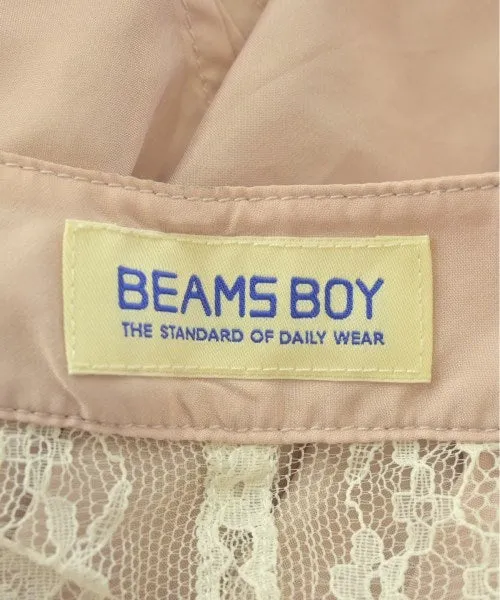 BEAMS BOY
THE STANDARD OF DAILY WEAR